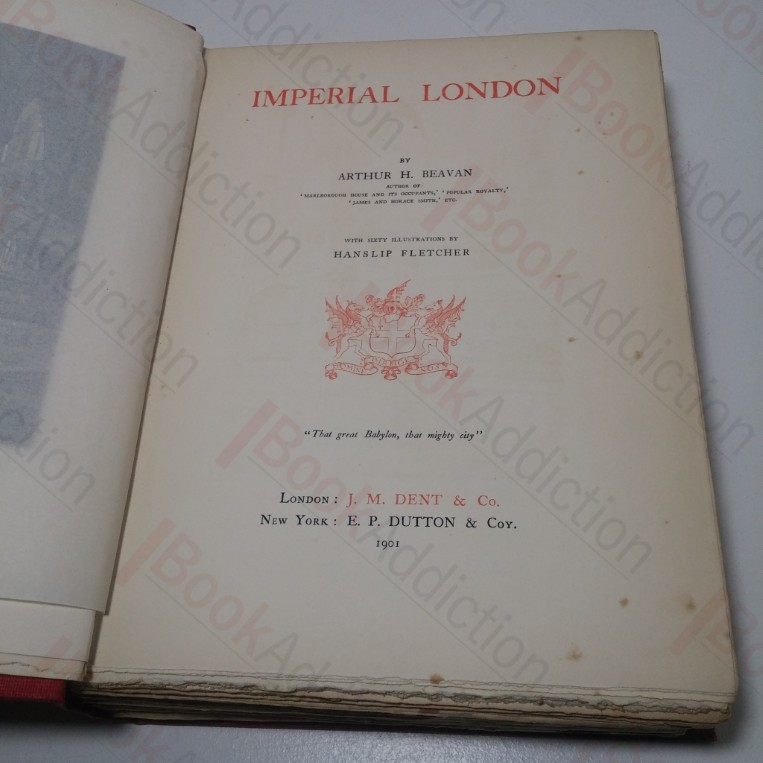 IMPERIAL LONDON
BY
ARTHUR H. BEAVAN
AUTHOR OF
'MARLBOROUGH HOUSE AND ITS OCCUPANTS,' 'POPULAR ROYALTY,'
'JAMES AND HORACE SMITH,' ETC.
WITH SIXTY ILLUSTRATIONS BY
HANSLIP FLETCHER
"That great Babylon, that mighty city"
LONDON: J. M. DENT & Co.
NEW YORK: E. P. DUTTON & COY.
1901
BookAddiction